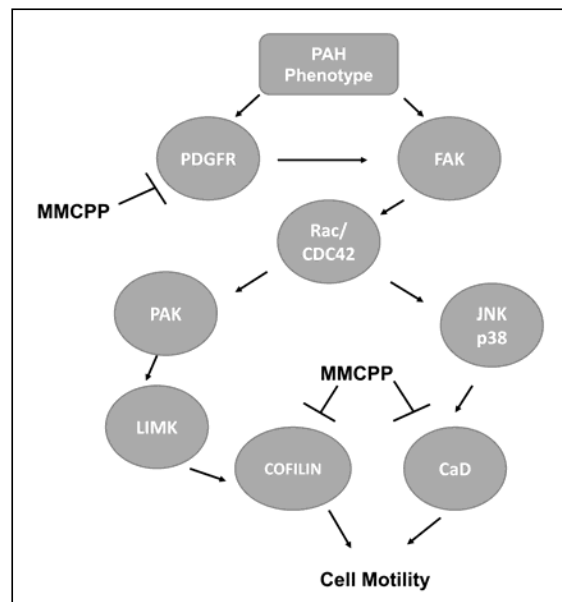 PAH
Phenotype
PDGFR
FAK
MMCPP
Rac/
CDC42
PAK
JNK
p38
MMCPP
LIMK
COFILIN
CaD
Cell Motility